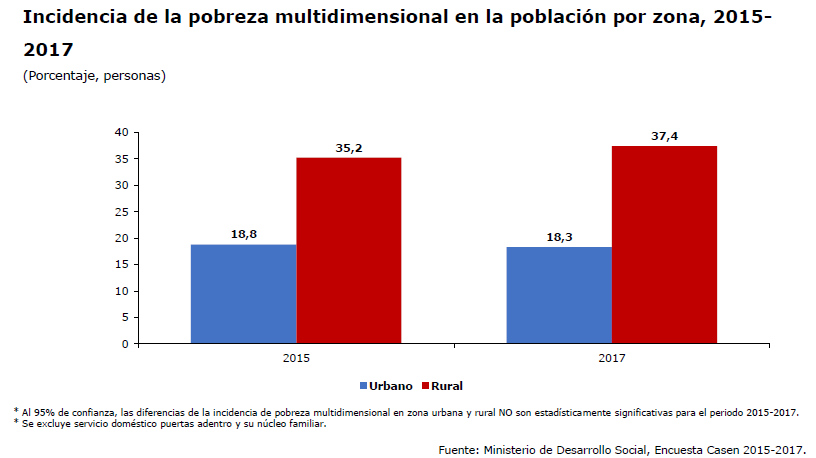 Incidencia de la pobreza multidimensional en la población por zona, 2015-
2017
(Porcentaje, personas)
40
35
30
25
20
15
10
5
0
18,8
35,2
18,3
37,4
2015
2017
Urbano Rural
* Al 95% de confianza, las diferencias de la incidencia de pobreza multidimensional en zona urbana y rural NO son estadísticamente significativas para el periodo 2015-2017.
* Se excluye servicio doméstico puertas adentro y su núcleo familiar.
Fuente: Ministerio de Desarrollo Social, Encuesta Casen 2015-2017.